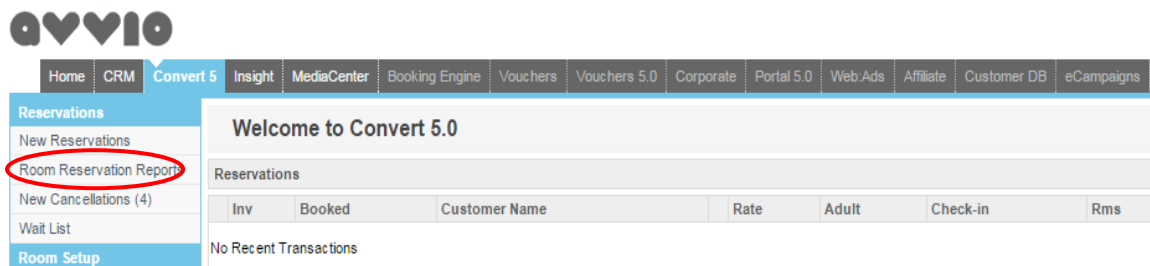 avvio
Home CRM Convert 5 Insight MediaCenter Booking Engine Vouchers Vouchers 5.0 Corporate Portal 5.0 Web:Ads Affiliate Customer DB eCampaigns
Reservations
New Reservations
Room Reservation Reports
New Cancellations (4)
Wait List
Room Setup
Welcome to Convert 5.0
Reservations
Inv Booked Customer Name Rate Adult Check-in Rms
No Recent Transactions